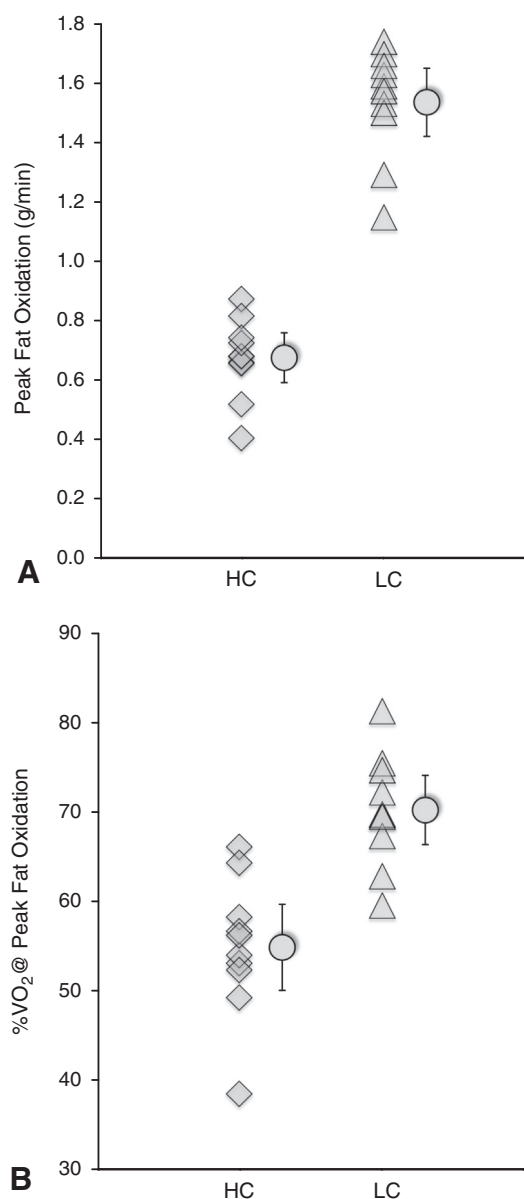 1.8
1.6
1.4
1.2
1.0
0.8
0.6
0.4
0.2
0.0
Peak Fat Oxidation (g/min)
A
HC LC
90
80
70
60
50
40
30
%VO₂@ Peak Fat Oxidation
B
HC LC